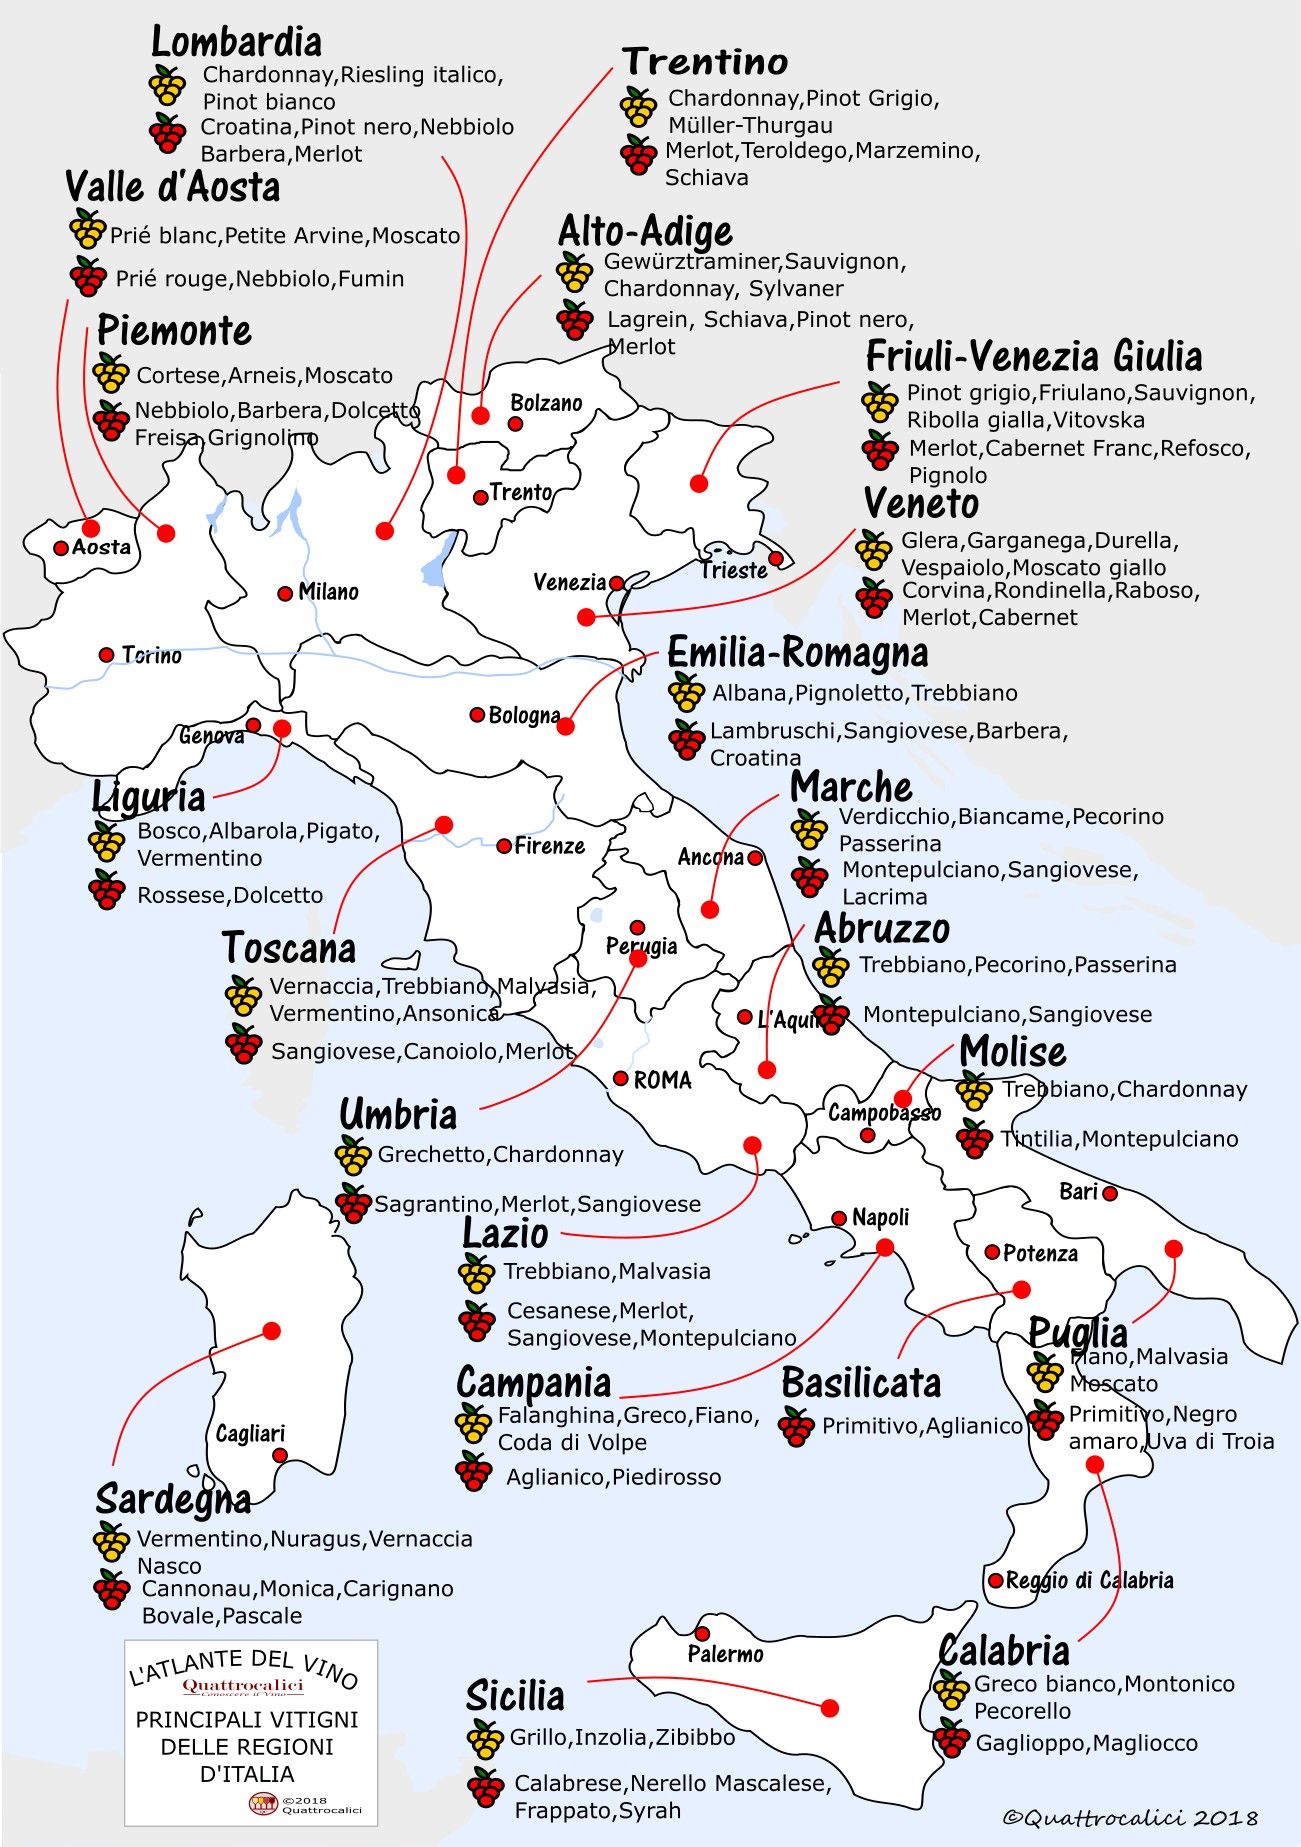 Lombardia
Chardonnay,Riesling italico,
Pinot bianco
Croatina,Pinot nero,Nebbiolo
Barbera,Merlot
Trentino
Chardonnay,Pinot Grigio,
Müller-Thurgau
Merlot,Teroldego,Marzemino,
Schiava
Valle d'Aosta
Prié blanc,Petite Arvine,Moscato
Prié rouge,Nebbiolo,Fumin
Alto-Adige
Gewürztraminer,Sauvignon,
Chardonnay, Sylvaner
Lagrein, Schiava,Pinot nero,
Merlot
Piemonte
Cortese,Arneis,Moscato
Nebbiolo,Barbera,Dolcetto
Freisa,Grignolino
Friuli-Venezia Giulia
Pinot grigio,Friulano,Sauvignon,
Ribolla gialla,Vitovska
Merlot,Cabernet Franc,Refosco,
Pignolo
Bolzano
Trento
Veneto
Glera,Garganega,Durella,
Vespaiolo,Moscato giallo
Corvina,Rondinella,Raboso,
Merlot,Cabernet
Aosta
Milano
Venezia
Trieste
Torino
Emilia-Romagna
Albana,Pignoletto,Trebbiano
Lambruschi,Sangiovese,Barbera,
Croatina
Bologna
Genova
Liguria
Bosco,Albarola,Pigato,
Vermentino
Rossese,Dolcetto
Marche
Verdicchio,Biancame,Pecorino
Passerina
Montepulciano,Sangiovese,
Lacrima
Firenze
Ancona
Toscana
Vernaccia,Trebbiano,Malvasia,
Vermentino,Ansonica
Sangiovese,Canoiolo,Merlot
Perugia
Abruzzo
Trebbiano,Pecorino,Passerina
Montepulciano,Sangiovese
L'Aquil
ROMA
Molise
Trebbiano,Chardonnay
Tintilia,Montepulciano
Campobasso
Umbria
Grechetto,Chardonnay
Sagrantino,Merlot,Sangiovese
Bari
Napoli
Potenza
Lazio
Trebbiano,Malvasia
Cesanese,Merlot,
Sangiovese,Montepulciano
Puglia
Fiano,Malvasia
Moscato
Primitivo,Negro
amaro,Uva di Troia
Campania
Falanghina,Greco,Fiano,
Coda di Volpe
Aglianico,Piedirosso
Basilicata
Primitivo,Aglianico
Cagliari
Sardegna
Vermentino,Nuragus,Vernaccia
Nasco
Cannonau,Monica,Carignano
Bovale,Pascale
Reggio di Calabria
Palermo
Calabria
Greco bianco,Montonico
Pecorello
Gaglioppo,Magliocco
Sicilia
Grillo,Inzolia,Zibibbo
Calabrese,Nerello Mascalese,
Frappato,Syrah
L'ATLANTE DEL VINO
Quattrocalici
Conoscere il Vino
PRINCIPALI VITIGNI
DELLE REGIONI
D'ITALIA
©2018
Quattrocalici
©Quattrocalici 2018